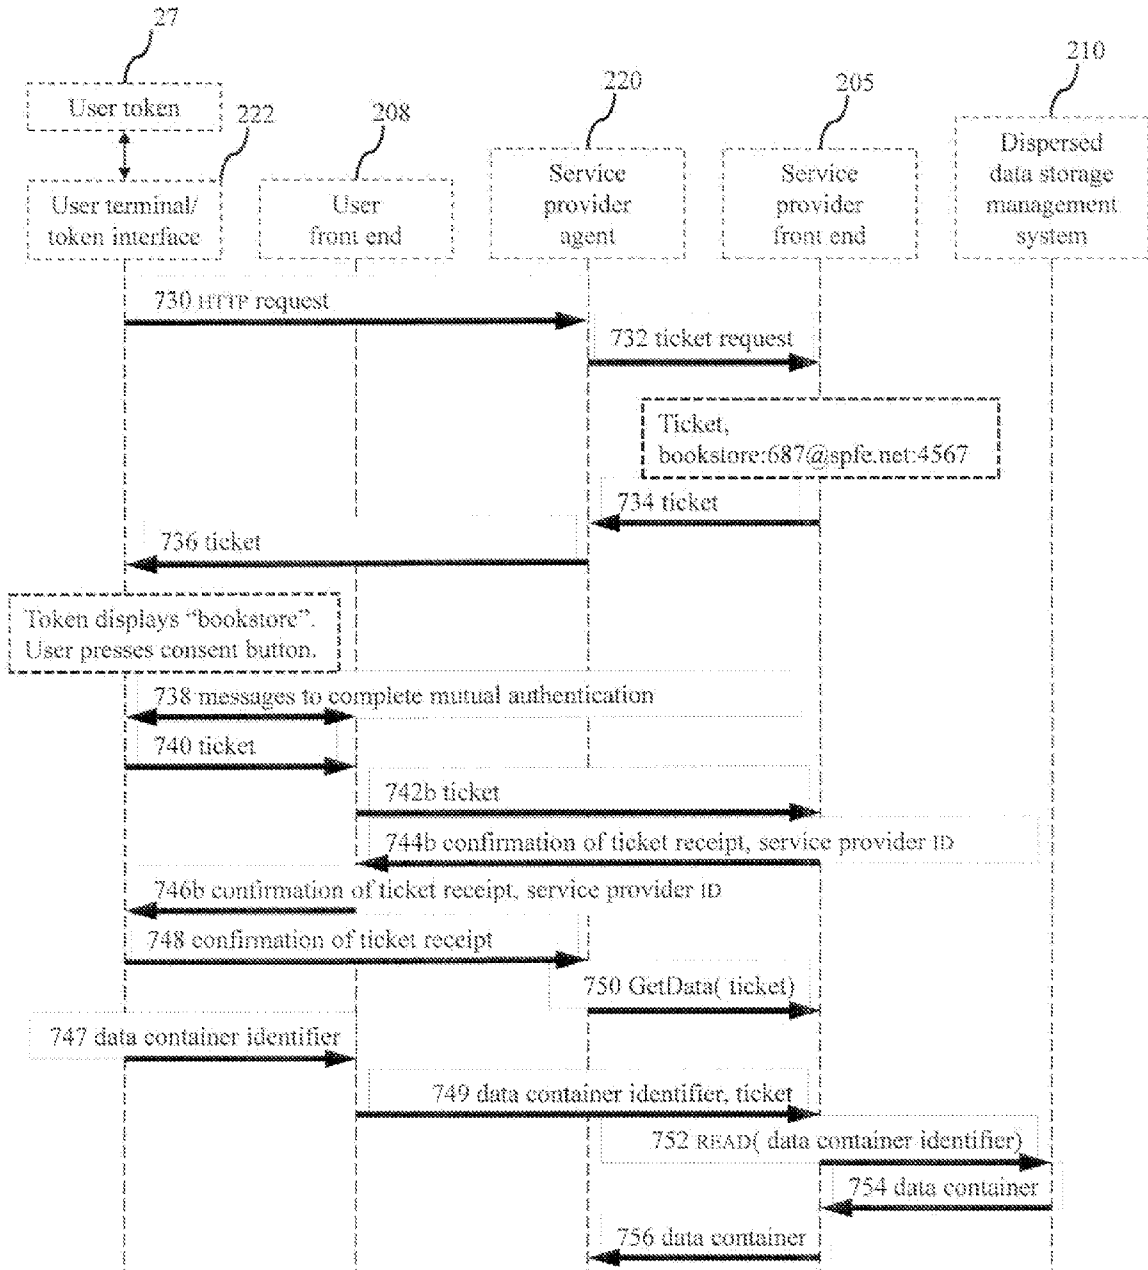 27
210
220
205
User token
222
208
User terminal/
token interface
User
front end
Service
provider
agent
Service
provider
front end
Dispersed
data storage
management
system
730 HTTP request
732 ticket request
Ticket,
bookstore:687@spfe.net:4567
734 ticket
736 ticket
Token displays “bookstore”.
User presses consent button.
738 messages to complete mutual authentication
740 ticket
742b ticket
744b confirmation of ticket receipt, service provider ID
746b confirmation of ticket receipt, service provider ID
748 confirmation of ticket receipt
750 GetData( ticket)
747 data container identifier
749 data container identifier, ticket
752 READ( data container identifier)
754 data container
756 data container